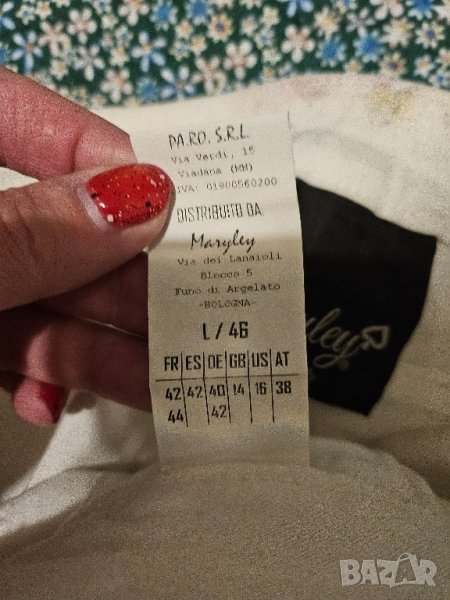 PA.RO. S.R.L.
Via Verdi, 15
Viadana (MN)
IVA: 01900560200
DISTRIBUITO DA
Maryley
Via dei Lanaioli
Blocco 5
Funo di Argelato
-BOLOGNA-
L / 46
FR ES DE GB US AT
42 42 40 14 16 38
44 42
yley
BAZAR